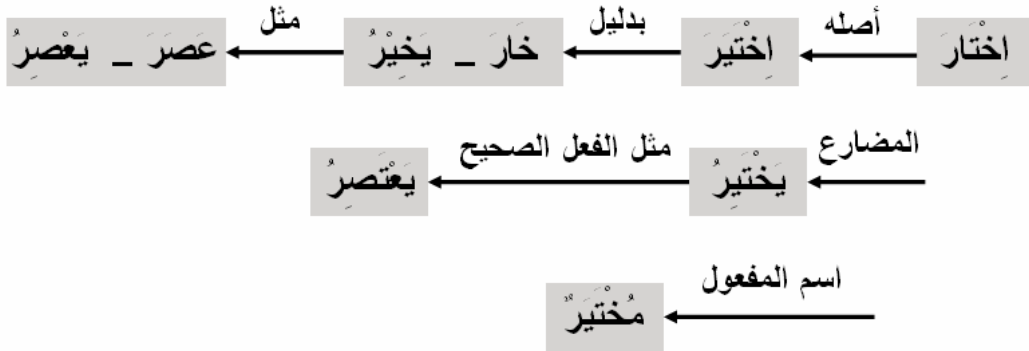 اِخْتَارَ أصله اِخْتَيَرَ بدليل خَارَ _ يَخِيْرُ مثل عَصَرَ _ يَعْصِرُ
المضارع يَخْتَيِرُ مثل الفعل الصحيح يَعْتَصِرُ
اسم المفعول مُخْتَيَرٌ